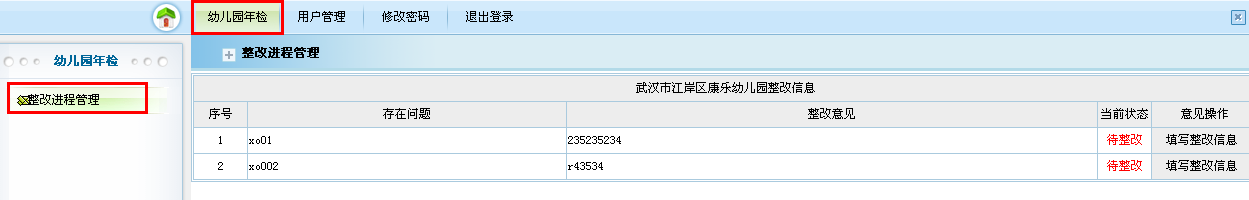 幼儿园年检 用户管理 修改密码 退出登录
幼儿园年检
整改进程管理
整改进程管理
武汉市江岸区康乐幼儿园整改信息
序号 存在问题 整改意见 当前状态 意见操作
1 xo01 235235234 待整改 填写整改信息
2 xo002 r43534 待整改 填写整改信息